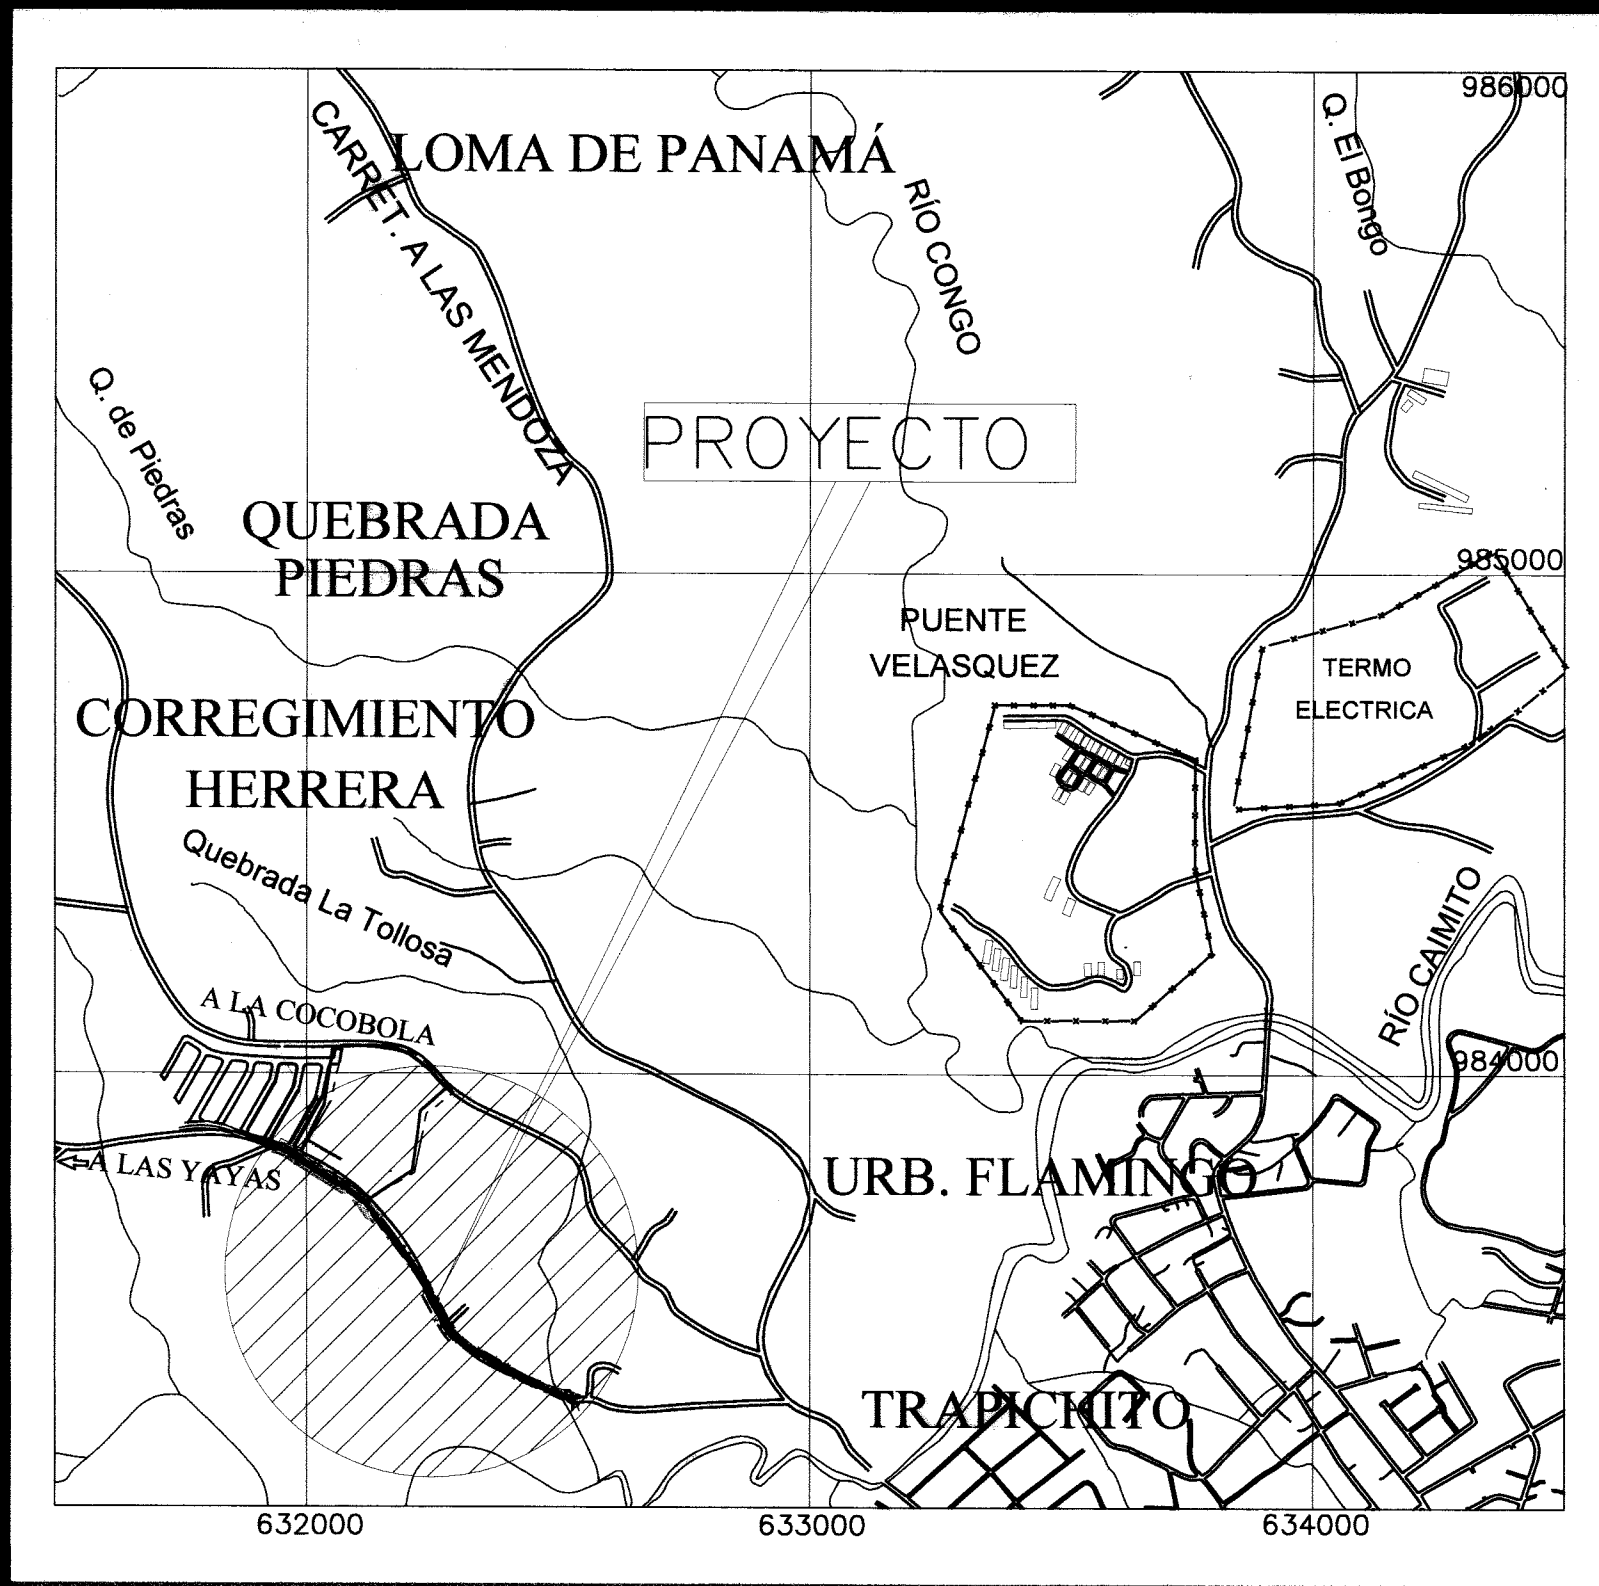 986000
Q. El Bongo
CARRET. A LAS MENDOZA
LOMA DE PANAMÁ
RÍO CONGO
Q. de Piedras
PROYECTO
QUEBRADA
PIEDRAS
985000
PUENTE
VELASQUEZ
TERMO
ELECTRICA
CORREGIMIENTO
HERRERA
Quebrada La Tollosa
RÍO CAIMITO
A LA COCOBOLA
984000
A LAS YAYAS
URB. FLAMINGO
TRAPICHITO
632000
633000
634000